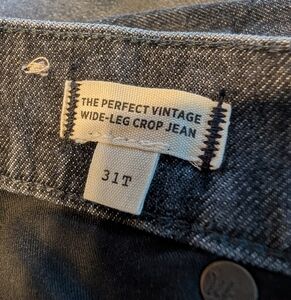 THE PERFECT VINTAGE
WIDE-LEG CROP JEAN
31T